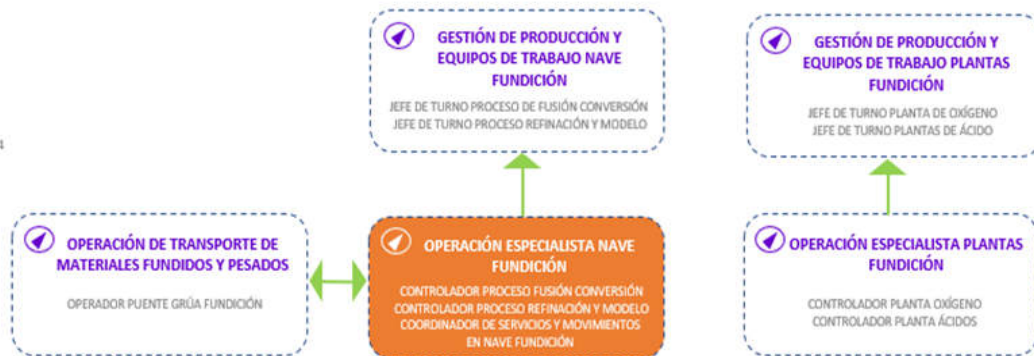 GESTIÓN DE PRODUCCIÓN Y
EQUIPOS DE TRABAJO NAVE
FUNDICIÓN
JEFE DE TURNO PROCESO DE FUSIÓN CONVERSIÓN
JEFE DE TURNO PROCESO REFINACIÓN Y MODELO
GESTIÓN DE PRODUCCIÓN Y
EQUIPOS DE TRABAJO PLANTAS
FUNDICIÓN
JEFE DE TURNO PLANTA DE OXÍGENO
JEFE DE TURNO PLANTAS DE ÁCIDO
OPERACIÓN DE TRANSPORTE DE
MATERIALES FUNDIDOS Y PESADOS
OPERADOR PUENTE GRÚA FUNDICIÓN
OPERACIÓN ESPECIALISTA NAVE
FUNDICIÓN
CONTROLADOR PROCESO FUSIÓN CONVERSIÓN
CONTROLADOR PROCESO REFINACIÓN Y MODELO
COORDINADOR DE SERVICIOS Y MOVIMIENTOS
EN NAVE FUNDICIÓN
OPERACIÓN ESPECIALISTA PLANTAS
FUNDICIÓN
CONTROLADOR PLANTA OXÍGENO
CONTROLADOR PLANTA ÁCIDOS